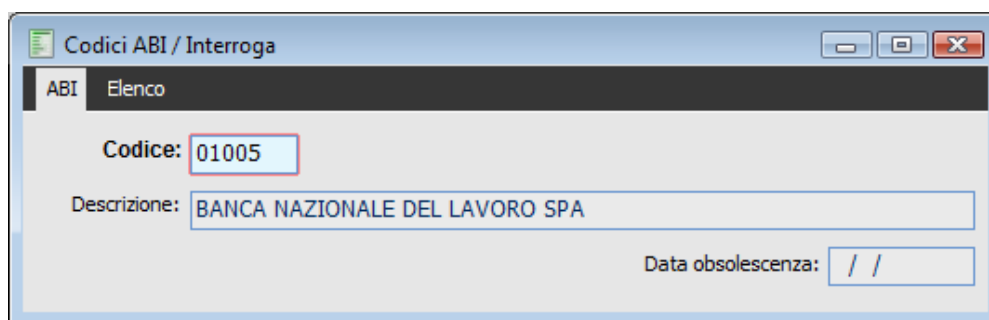 Codici ABI / Interroga
ABI Elenco
Codice: 01005
Descrizione: BANCA NAZIONALE DEL LAVORO SPA
Data obsolescenza: / /